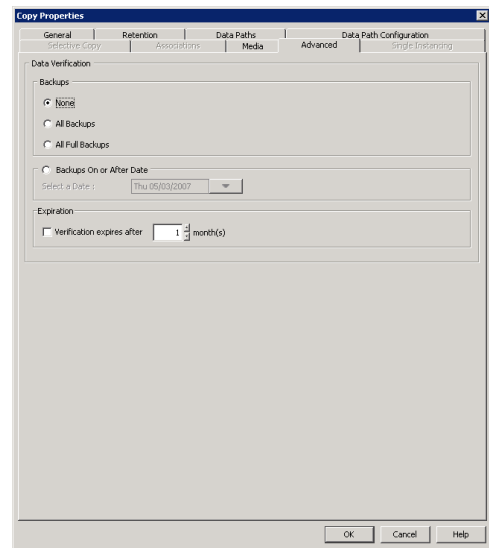 Copy Properties
General Retention Data Paths Data Path Configuration
Selective Copy Associations Media Advanced Single Instancing
Data Verification
Backups
None
All Backups
All Full Backups
Backups On or After Date
Select a Date : Thu 05/03/2007
Expiration
Verification expires after 1 month(s)
OK Cancel Help